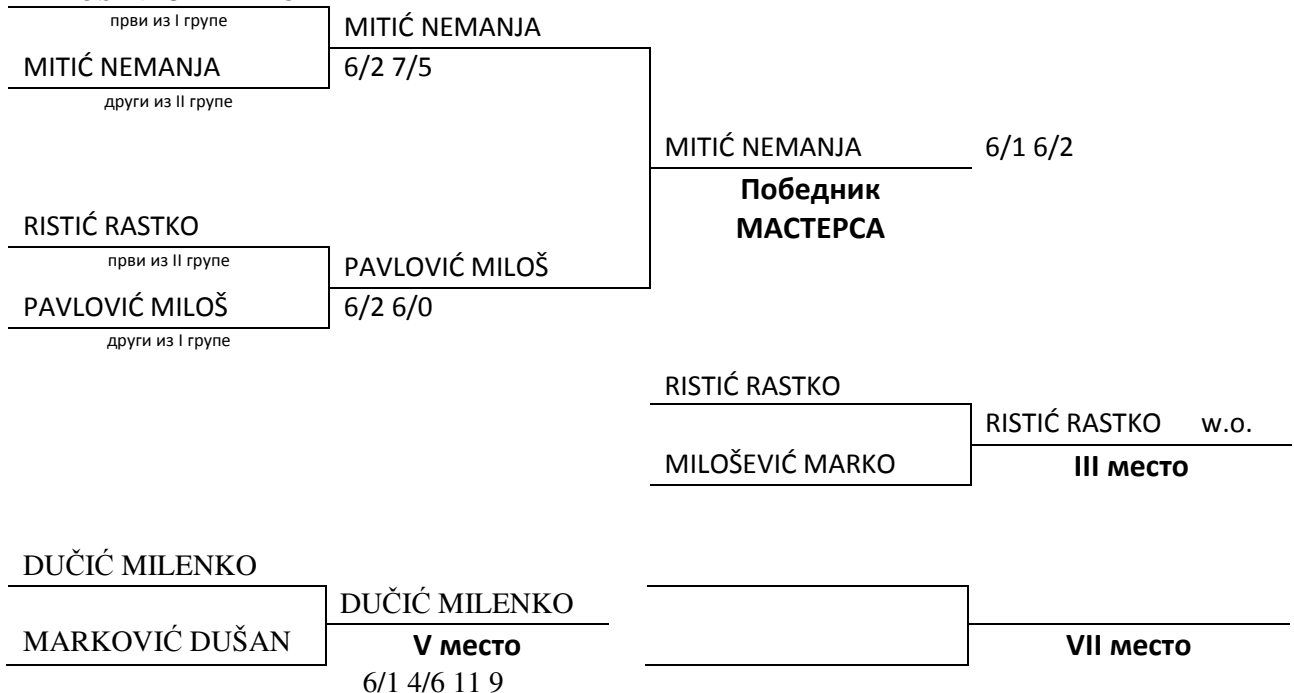 први из I групе
MITIĆ NEMANJA
MITIĆ NEMANJA
6/2 7/5
други из II групе
MITIĆ NEMANJA 6/1 6/2
Победник
МАСТЕРСА
RISTIĆ RASTKO
први из II групе
PAVLOVIĆ MILOŠ
PAVLOVIĆ MILOŠ
6/2 6/0
други из I групе
RISTIĆ RASTKO
RISTIĆ RASTKO w.o.
MILOŠEVIĆ MARKO
III место
DUČIĆ MILENKO
DUČIĆ MILENKO
MARKOVIĆ DUŠAN
V место
VII место
6/1 4/6 11 9